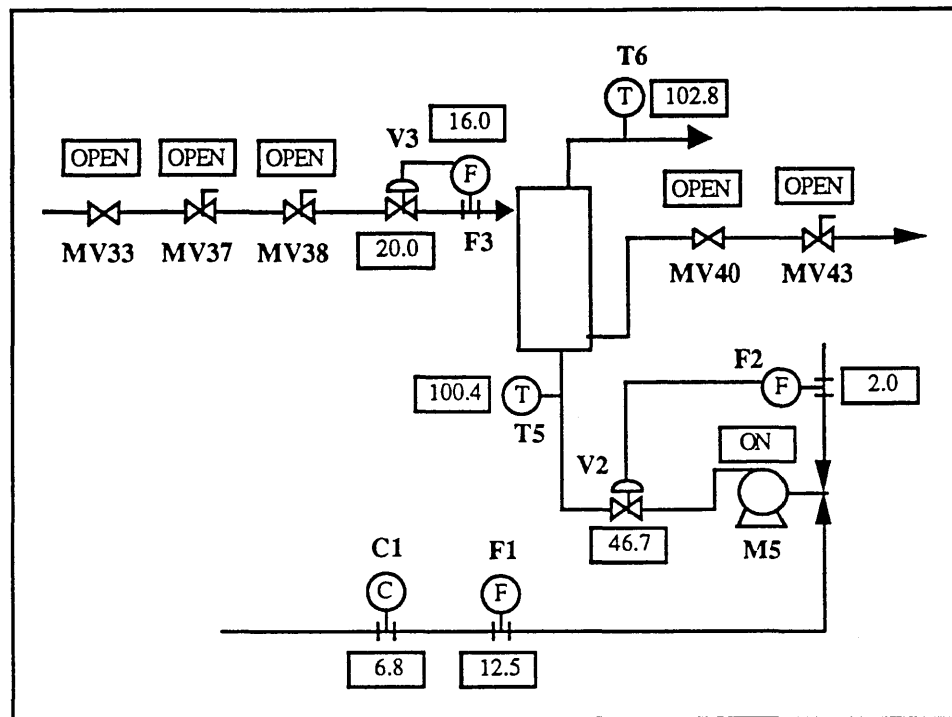 T6
T
102.8
V3
16.0
F
OPEN
OPEN
OPEN
MV33
MV37
MV38
20.0
F3
OPEN
OPEN
MV40
MV43
100.4
T
T5
F2
F
2.0
V2
ON
46.7
M5
C1
F1
C
F
6.8
12.5